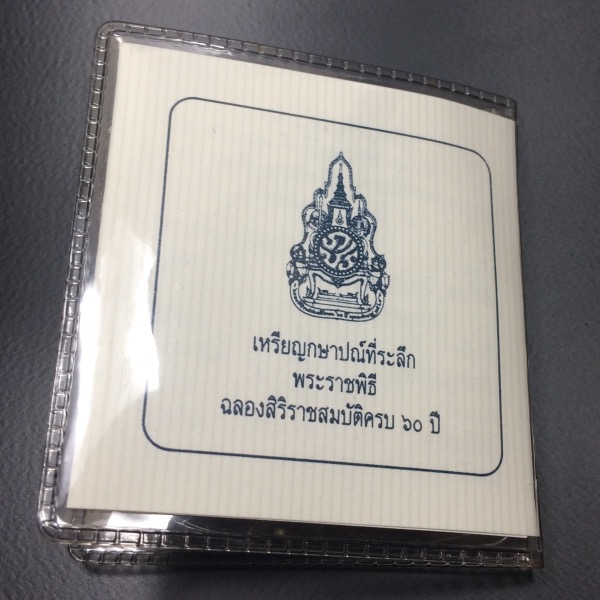 เหรียญกษาปณ์ที่ระลึก
พระราชพิธี
ฉลองสิริราชสมบัติครบ ๖๐ ปี